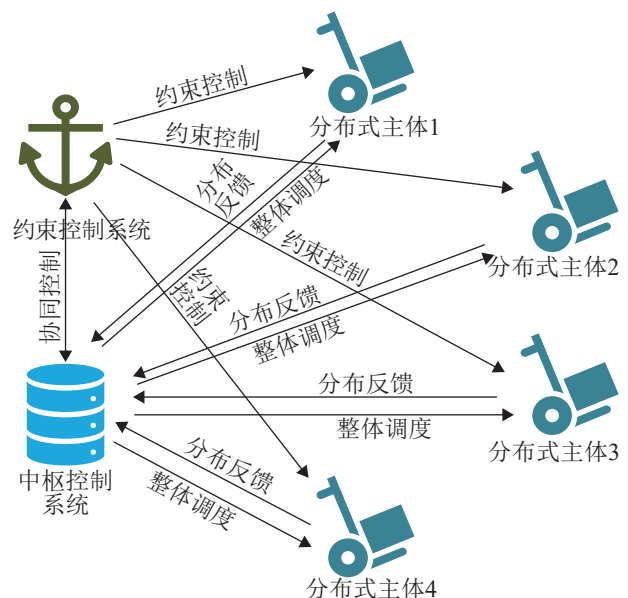 约束控制
分布式主体1
约束控制
分布
反馈
整体调度
约束控制系统
约束控制
分布式主体2
协同控制
约束
控制
分布反馈
整体调度
分布反馈
整体调度
分布式主体3
中枢控制
系统
分布反馈
整体调度
分布式主体4